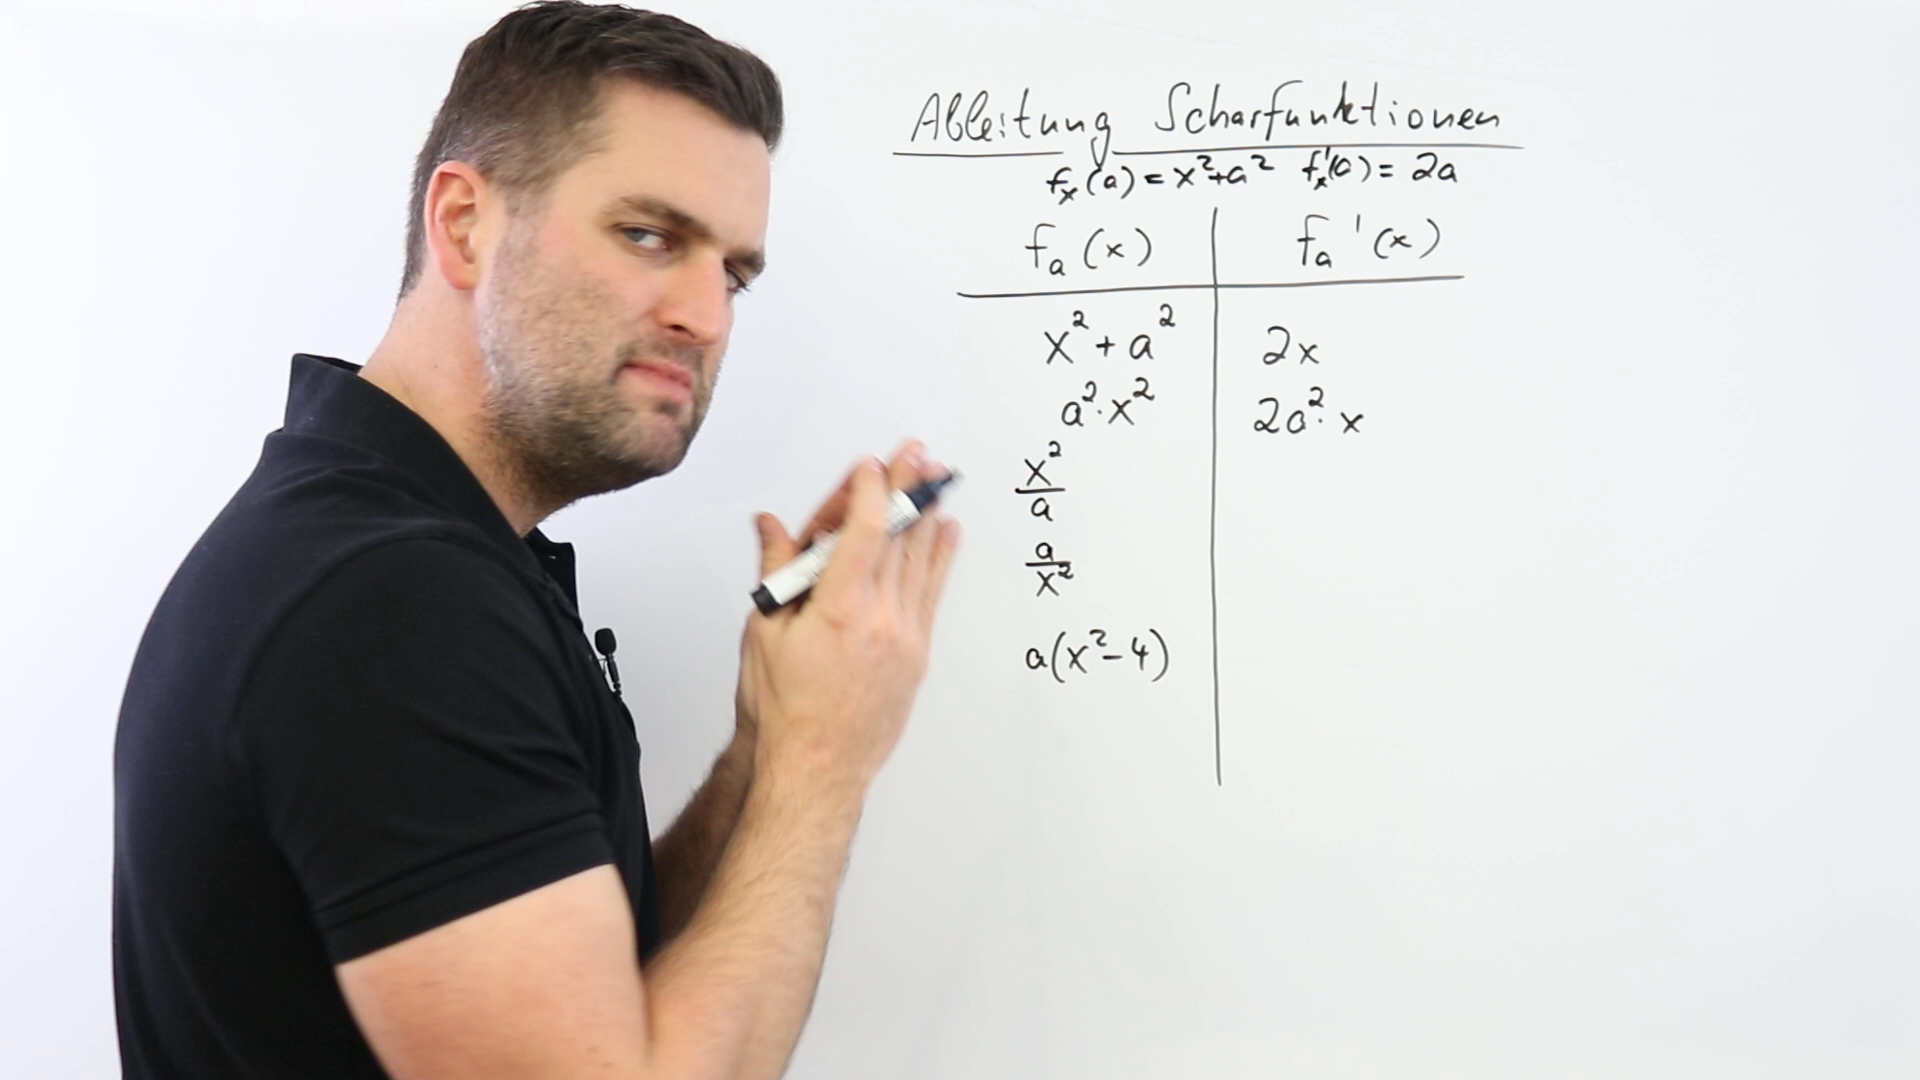 Ableitung Scharfunktionen
fₓ(a) = x²+a² fₓ'(a) = 2a
fₐ(x) fₐ'(x)
x² + a² 2x
a²·x² 2a²·x
x²/a
a/x²
a(x²-4)